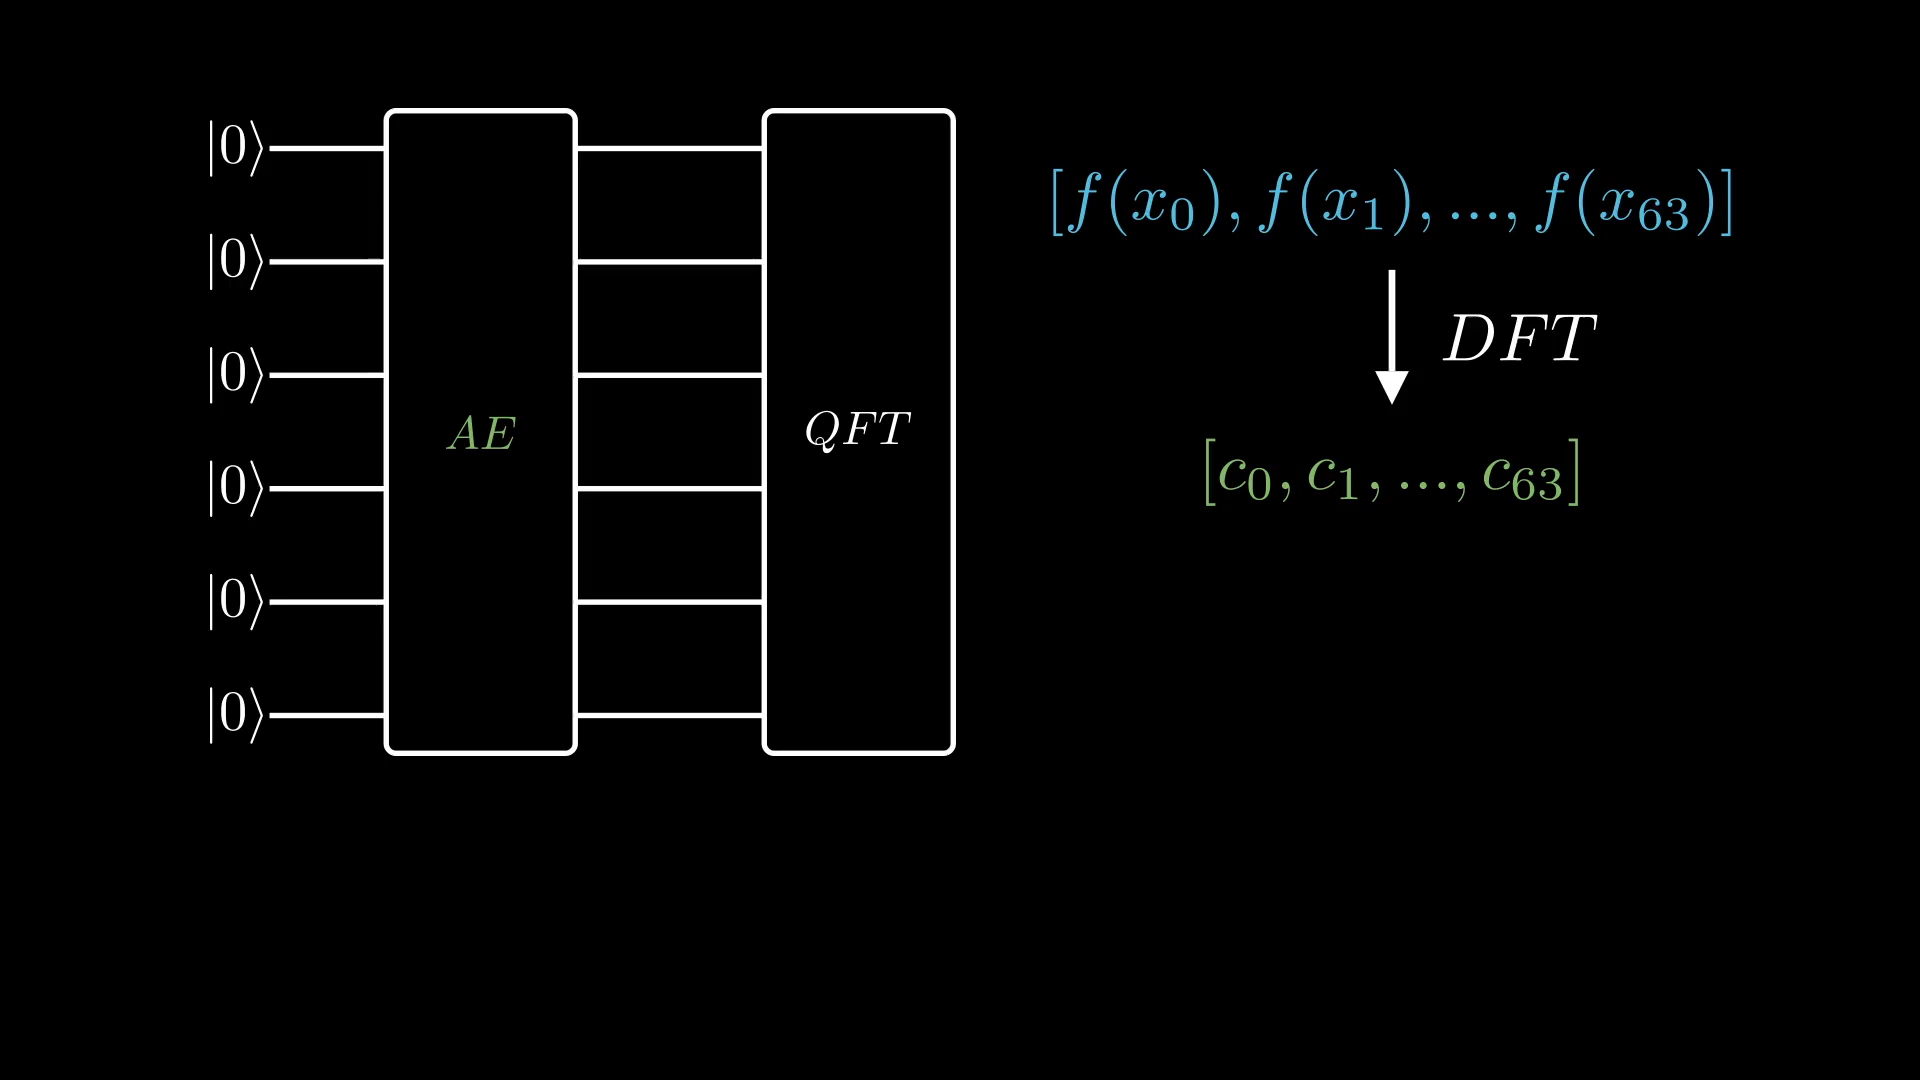 |0⟩
|0⟩
|0⟩
|0⟩
|0⟩
|0⟩
AE
QFT
[f(x₀), f(x₁), ..., f(x₆₃)]
DFT
[c₀, c₁, ..., c₆₃]